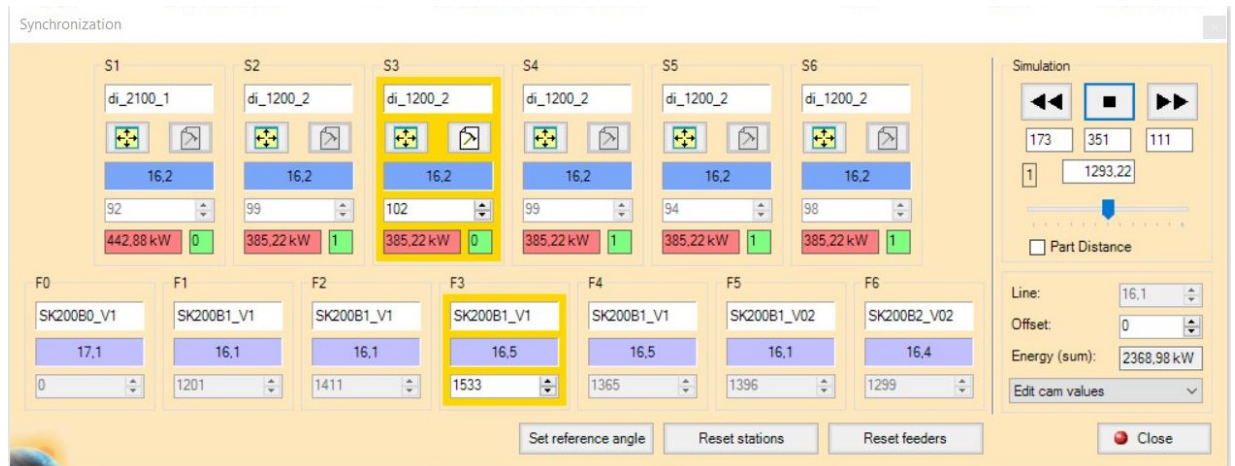 Synchronization
S1 S2 S3 S4 S5 S6 Simulation
di_2100_1 di_1200_2 di_1200_2 di_1200_2 di_1200_2 di_1200_2
173 351 111
16,2 16,2 16,2 16,2 16,2 16,2
1 1293,22
92 99 102 99 94 98
442,88 kW 0 385,22 kW 1 385,22 kW 0 385,22 kW 1 385,22 kW 1 385,22 kW 1
Part Distance
F0 F1 F2 F3 F4 F5 F6
SK200B0_V1 SK200B1_V1 SK200B1_V1 SK200B1_V1 SK200B1_V1 SK200B1_V02 SK200B2_V02
17,1 16,1 16,1 16,5 16,5 16,1 16,4
0 1201 1411 1533 1365 1396 1299
Line: 16,1
Offset: 0
Energy (sum): 2368,98 kW
Edit cam values
Set reference angle Reset stations Reset feeders Close